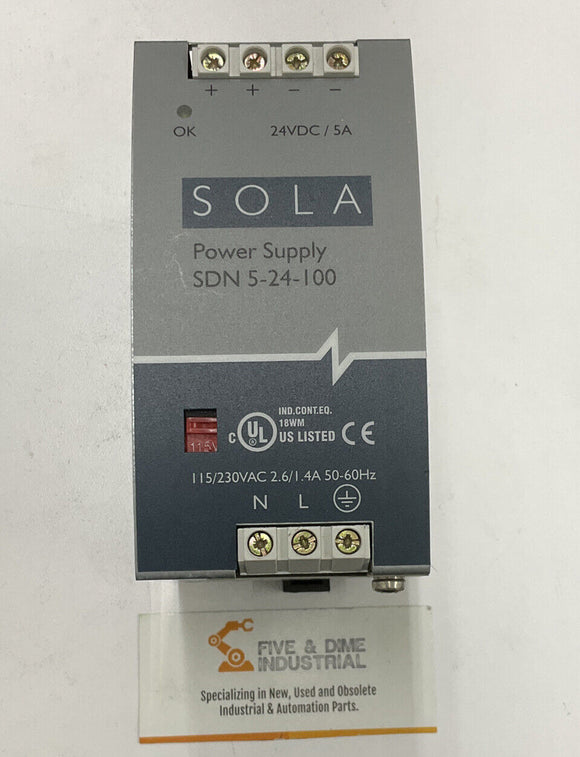 + + − −
OK 24VDC / 5A
SOLA
Power Supply
SDN 5-24-100
IND.CONT.EQ.
18WM
C UL US LISTED CE
115V
115/230VAC 2.6/1.4A 50-60Hz
N L
FIVE & DIME
INDUSTRIAL
Specializing in New, Used and Obsolete
Industrial & Automation Parts.